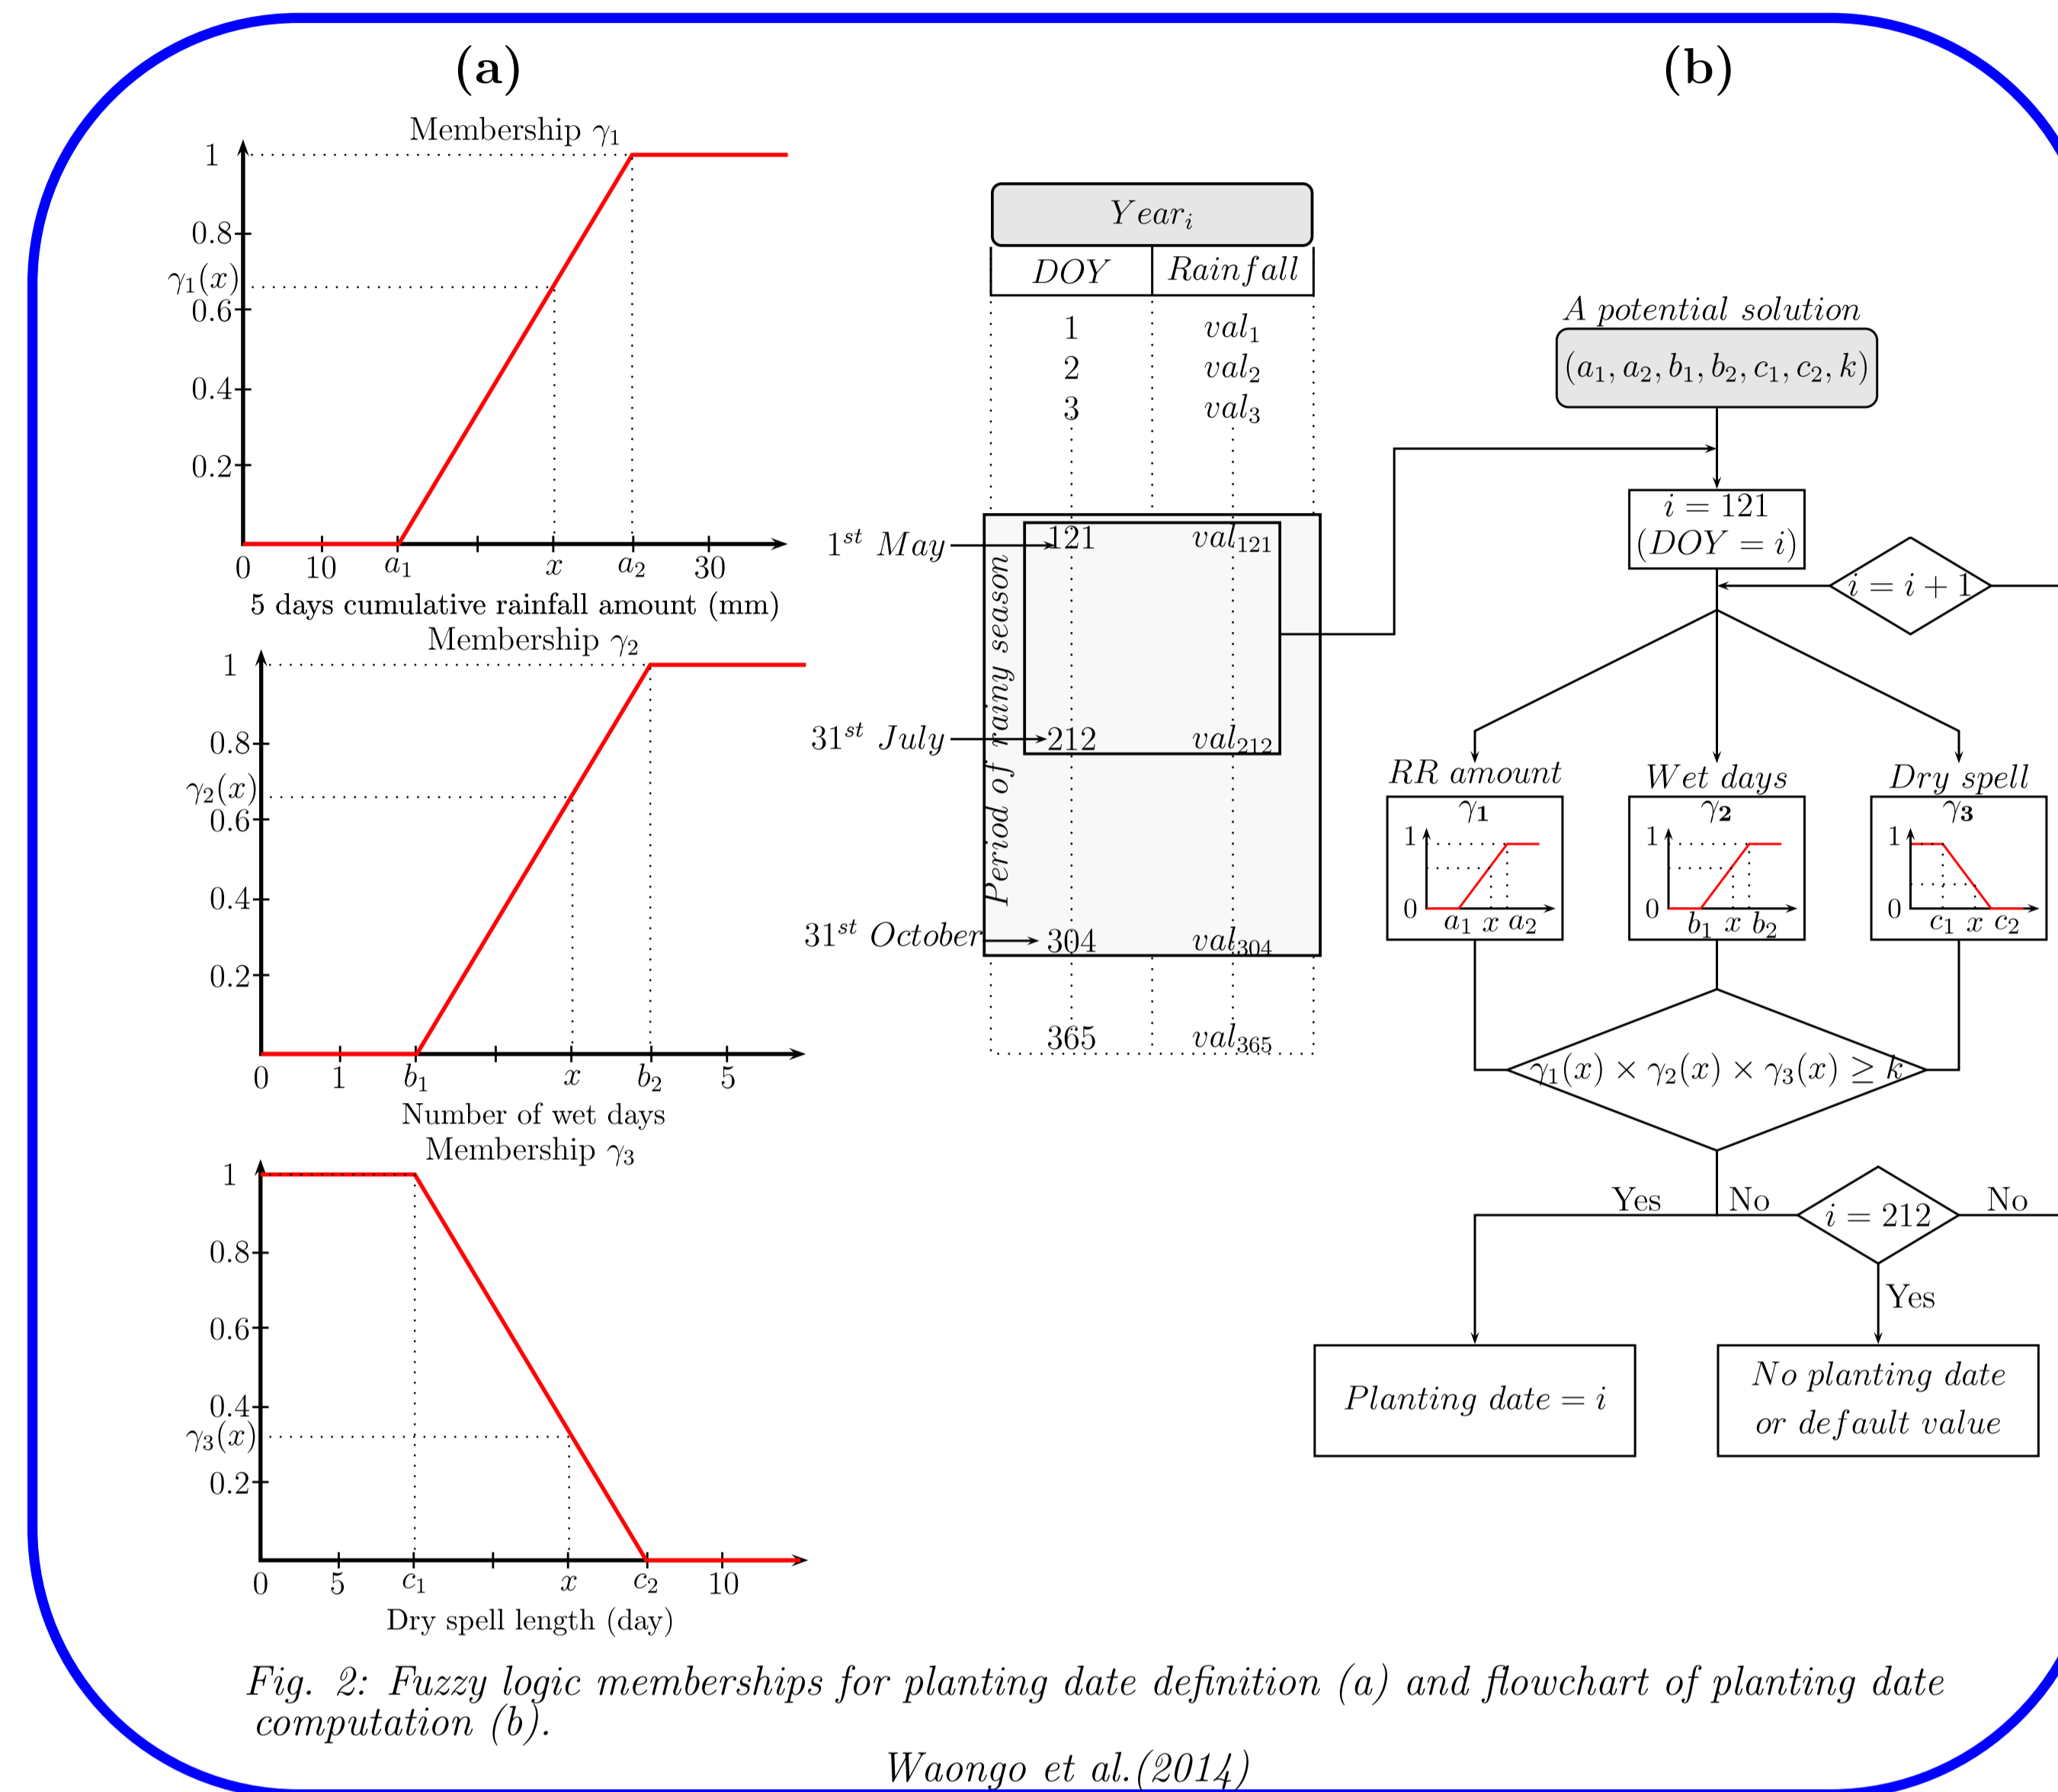 (a)
Membership γ₁
1
0.8
γ₁(x)
0.6
0.4
0.2
0 10 a₁ x a₂ 30
5 days cumulative rainfall amount (mm)
Membership γ₂
1
0.8
γ₂(x)
0.6
0.4
0.2
0 1 b₁ x b₂ 5
Number of wet days
Membership γ₃
1
0.8
0.6
0.4
γ₃(x)
0.2
0 5 c₁ x c₂ 10
Dry spell length (day)
(b)
Yearᵢ
DOY Rainfall
1 val₁
2 val₂
3 val₃
1ˢᵗ May 121 val₁₂₁
31ˢᵗ July 212 val₂₁₂
31ˢᵗ October 304 val₃₀₄
365 val₃₆₅
Period of rainy season
A potential solution
(a₁, a₂, b₁, b₂, c₁, c₂, k)
i = 121
(DOY = i)
i = i + 1
RR amount
γ₁
1
0
a₁ x a₂
Wet days
γ₂
1
0
b₁ x b₂
Dry spell
γ₃
1
0
c₁ x c₂
γ₁(x) × γ₂(x) × γ₃(x) ≥ k
Yes No
i = 212
No
Yes
Planting date = i
No planting date
or default value
Fig. 2: Fuzzy logic memberships for planting date definition (a) and flowchart of planting date
computation (b).
Waongo et al.(2014)